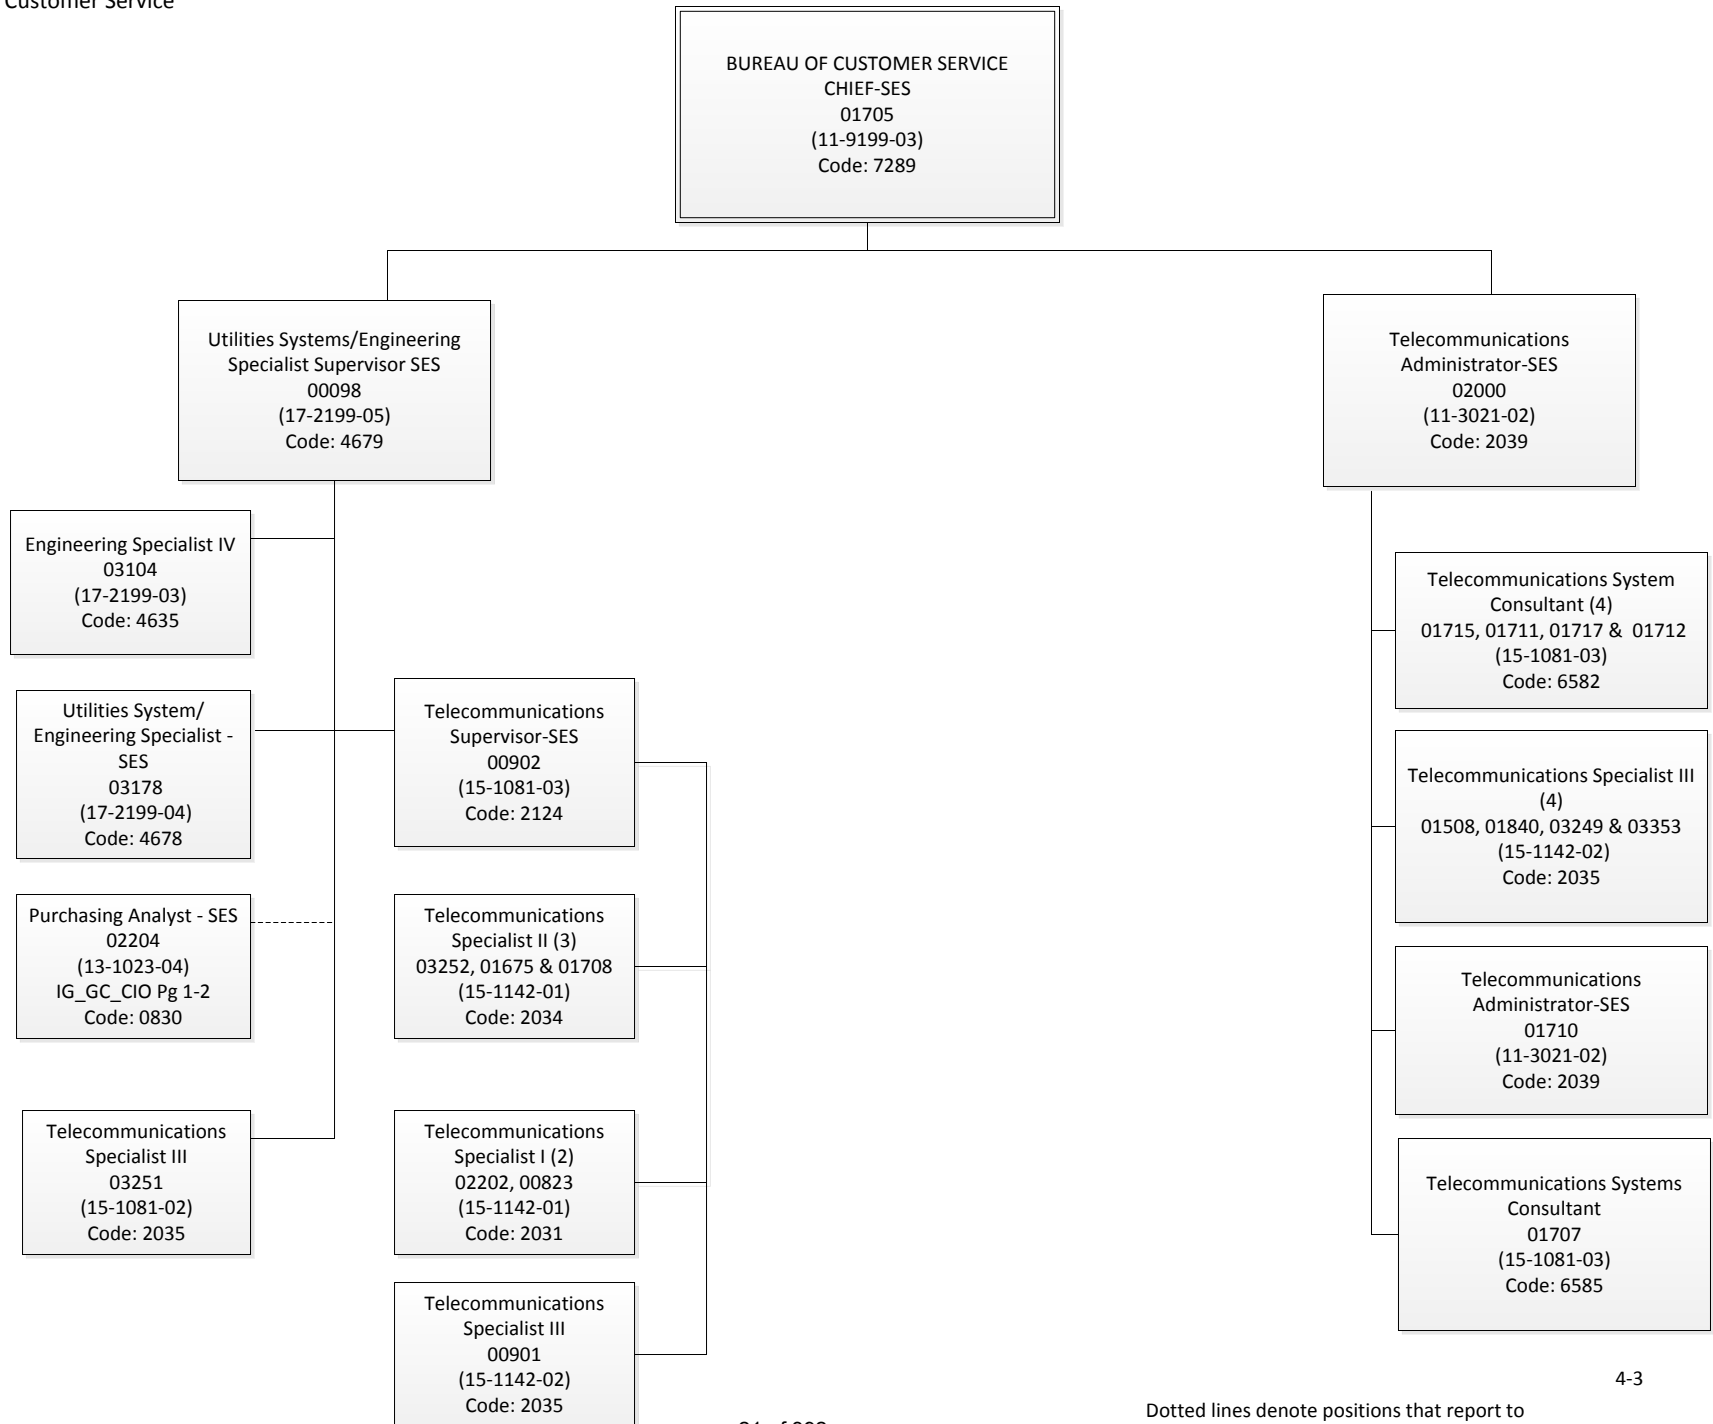 Customer Service
BUREAU OF CUSTOMER SERVICE
CHIEF-SES
01705
(11-9199-03)
Code: 7289
Utilities Systems/Engineering
Specialist Supervisor SES
00098
(17-2199-05)
Code: 4679
Telecommunications
Administrator-SES
02000
(11-3021-02)
Code: 2039
Engineering Specialist IV
03104
(17-2199-03)
Code: 4635
Utilities System/
Engineering Specialist -
SES
03178
(17-2199-04)
Code: 4678
Purchasing Analyst - SES
02204
(13-1023-04)
IG_GC_CIO Pg 1-2
Code: 0830
Telecommunications
Specialist III
03251
(15-1081-02)
Code: 2035
Telecommunications
Supervisor-SES
00902
(15-1081-03)
Code: 2124
Telecommunications
Specialist II (3)
03252, 01675 & 01708
(15-1142-01)
Code: 2034
Telecommunications
Specialist I (2)
02202, 00823
(15-1142-01)
Code: 2031
Telecommunications
Specialist III
00901
(15-1142-02)
Code: 2035
Telecommunications System
Consultant (4)
01715, 01711, 01717 & 01712
(15-1081-03)
Code: 6582
Telecommunications Specialist III
(4)
01508, 01840, 03249 & 03353
(15-1142-02)
Code: 2035
Telecommunications
Administrator-SES
01710
(11-3021-02)
Code: 2039
Telecommunications Systems
Consultant
01707
(15-1081-03)
Code: 6585
4-3
Dotted lines denote positions that report to